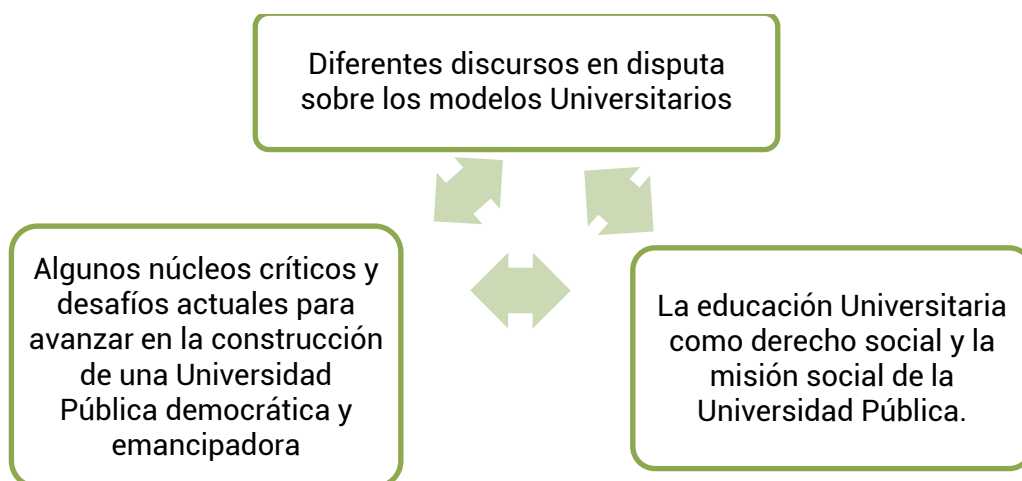 Diferentes discursos en disputa
sobre los modelos Universitarios
Algunos núcleos críticos y
desafíos actuales para
avanzar en la construcción
de una Universidad
Pública democrática y
emancipadora
La educación Universitaria
como derecho social y la
misión social de la
Universidad Pública.